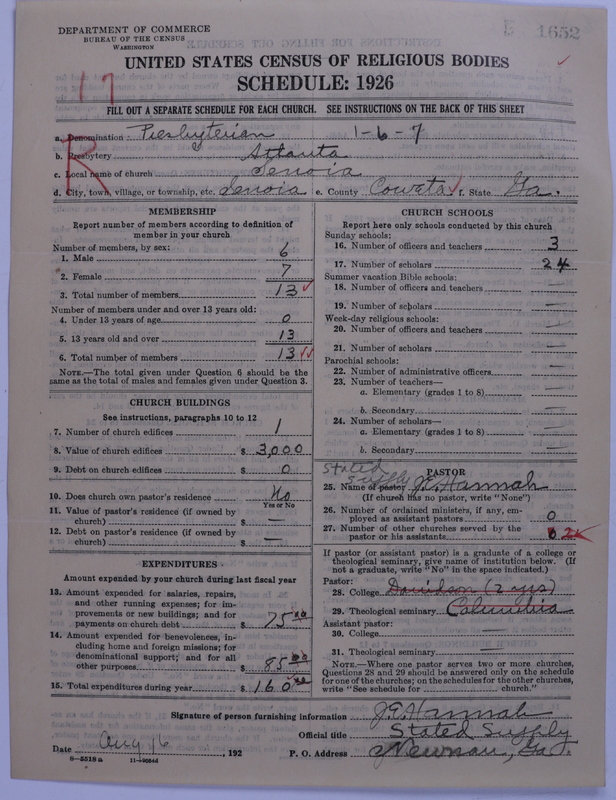 DEPARTMENT OF COMMERCE
BUREAU OF THE CENSUS
WASHINGTON
1652
UNITED STATES CENSUS OF RELIGIOUS BODIES
SCHEDULE: 1926
17
FILL OUT A SEPARATE SCHEDULE FOR EACH CHURCH. SEE INSTRUCTIONS ON THE BACK OF THIS SHEET
R
a. Denomination Presbyterian 1-6-7
b. Presbytery Atlanta
c. Local name of church Senoia
d. City, town, village, or township, etc. Senoia e. County Coweta f. State Ga.
MEMBERSHIP
Report number of members according to definition of
member in your church
Number of members, by sex:
1. Male 6
2. Female 7
3. Total number of members 13
Number of members under and over 13 years old:
4. Under 13 years of age 0
5. 13 years old and over 13
6. Total number of members 13
NOTE.—The total given under Question 6 should be the
same as the total of males and females given under Question 3.
CHURCH BUILDINGS
See instructions, paragraphs 10 to 12
7. Number of church edifices 1
8. Value of church edifices $ 3,000
9. Debt on church edifices $ 0
10. Does church own pastor's residence No
Yes or No
11. Value of pastor's residence (if owned by
church) $ —
12. Debt on pastor's residence (if owned by
church) $ —
EXPENDITURES
Amount expended by your church during last fiscal year
13. Amount expended for salaries, repairs,
and other running expenses; for im-
provements or new buildings; and for
payments on church debt $ 75 00
14. Amount expended for benevolences, in-
cluding home and foreign missions; for
denominational support; and for all
other purposes $ 85 00
15. Total expenditures during year $ 160 00
CHURCH SCHOOLS
Report here only schools conducted by this church
Sunday schools:
16. Number of officers and teachers 3
17. Number of scholars 24
Summer vacation Bible schools:
18. Number of officers and teachers —
19. Number of scholars —
Week-day religious schools:
20. Number of officers and teachers —
21. Number of scholars —
Parochial schools:
22. Number of administrative officers —
23. Number of teachers—
a. Elementary (grades 1 to 8) —
b. Secondary —
24. Number of scholars—
a. Elementary (grades 1 to 8) —
b. Secondary —
PASTOR
Stated Supply
25. Name of pastor J.E. Hannah
(If church has no pastor, write "None")
26. Number of ordained ministers, if any, em-
ployed as assistant pastors 0
27. Number of other churches served by the
pastor or his assistants 2
If pastor (or assistant pastor) is a graduate of a college or
theological seminary, give name of institution below. (If
not a graduate, write "No" in the space indicated.)
Pastor:
28. College Davidson (2 yrs)
29. Theological seminary Columbia
Assistant pastor:
30. College —
31. Theological seminary —
NOTE.—Where one pastor serves two or more churches,
Questions 28 and 29 should be answered only on the schedule
for one of the churches; on the schedules for the other churches,
write "See schedule for church."
Signature of person furnishing information J.E. Hannah
Official title Stated Supply
Date Aug 16, 192 P. O. Address Newnan, Ga.
8-5518a